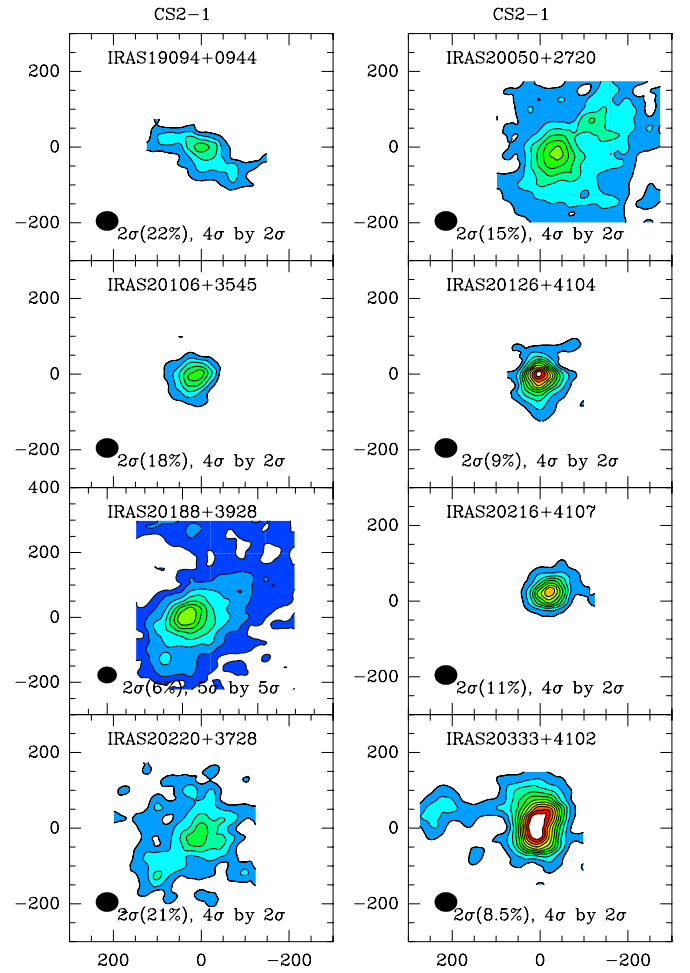 CS2-1 CS2-1
IRAS19094+0944 IRAS20050+2720
200
0
-200
2σ(22%), 4σ by 2σ 2σ(15%), 4σ by 2σ
IRAS20106+3545 IRAS20126+4104
200 200
0 0
-200 -200
2σ(18%), 4σ by 2σ 2σ(9%), 4σ by 2σ
400
IRAS20188+3928 IRAS20216+4107
200 200
0 0
-200 -200
2σ(6%), 5σ by 5σ 2σ(11%), 4σ by 2σ
IRAS20220+3728 IRAS20333+4102
200 200
0 0
-200 -200
2σ(21%), 4σ by 2σ 2σ(8.5%), 4σ by 2σ
200 0 -200 200 0 -200